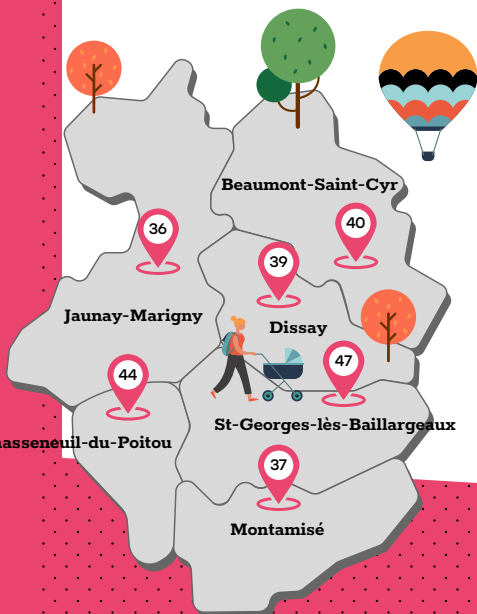 Beaumont-Saint-Cyr
36
40
39
Jaunay-Marigny
Dissay
44
47
St-Georges-lès-Baillargeaux
hasseneuil-du-Poitou
37
Montamisé